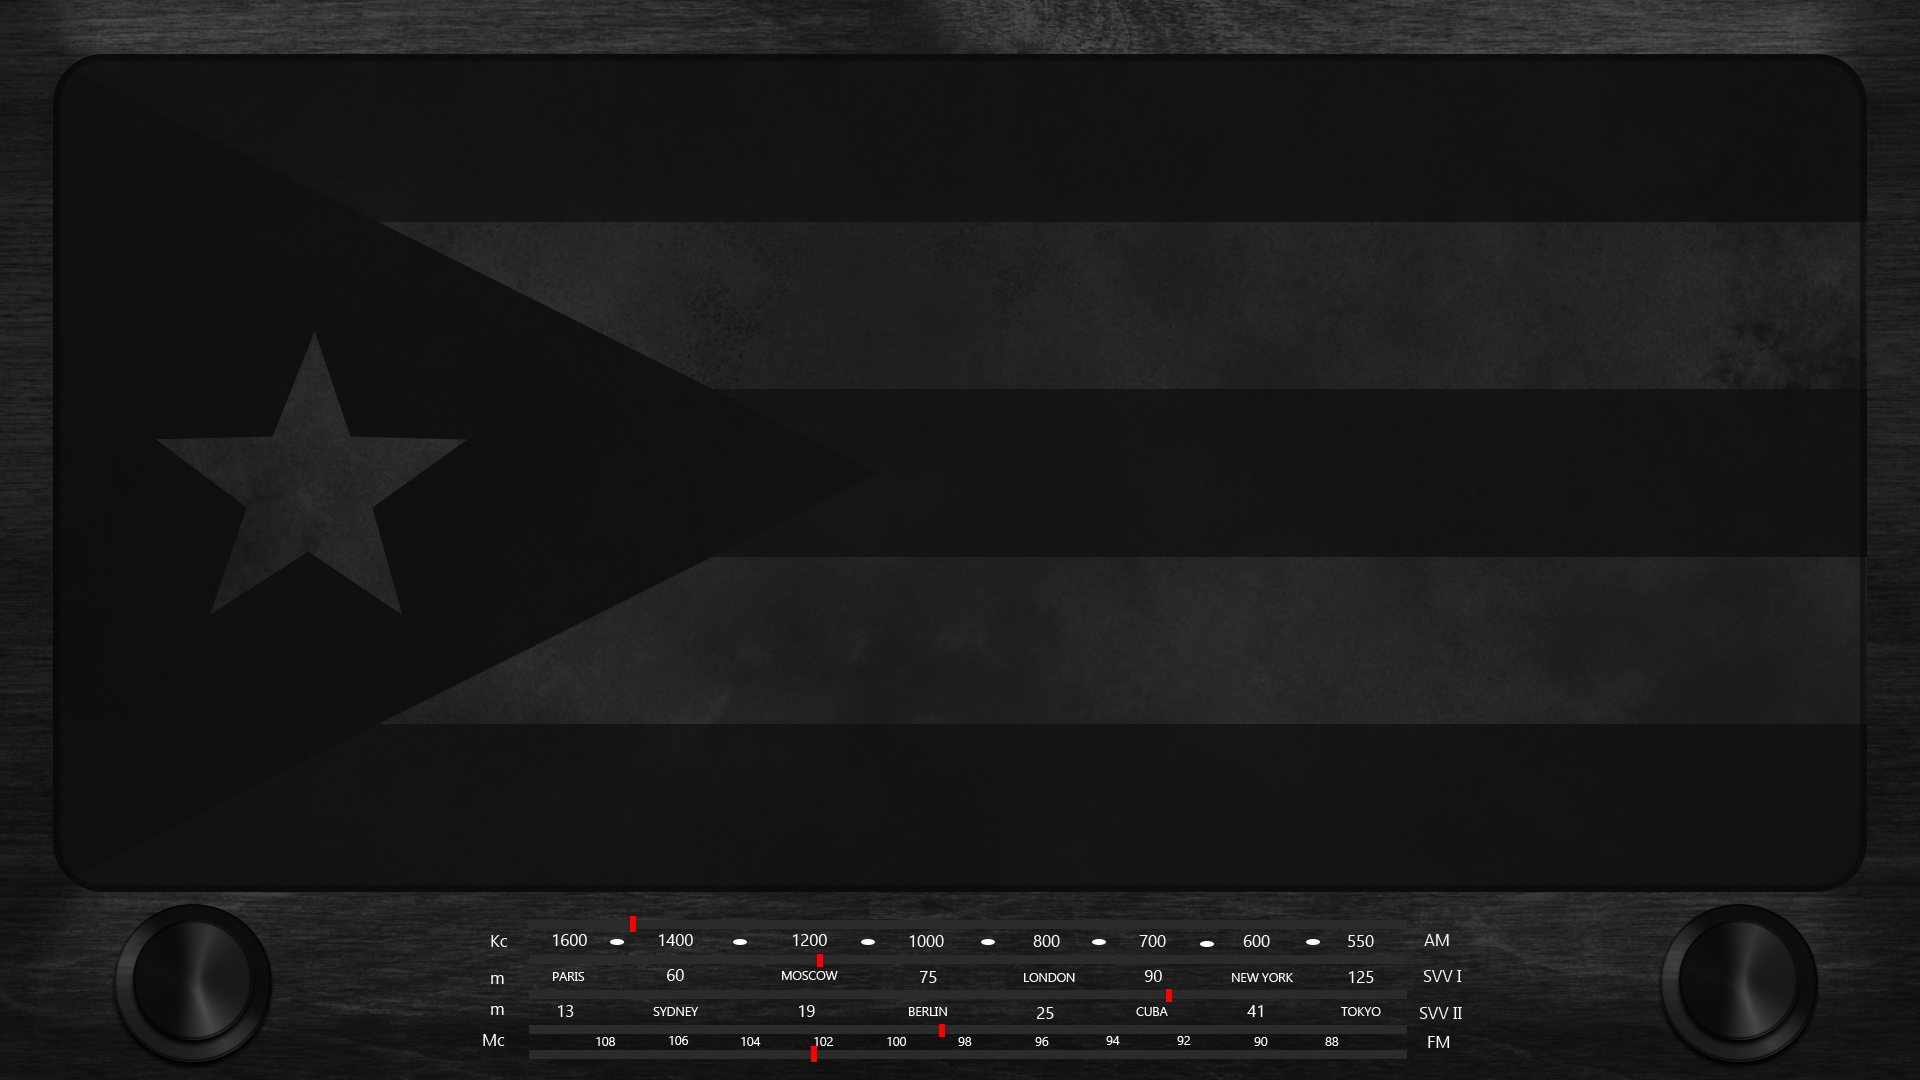 Kc 1600 1400 1200 1000 800 700 600 550 AM
m PARIS 60 MOSCOW 75 LONDON 90 NEW YORK 125 SVV I
m 13 SYDNEY 19 BERLIN 25 CUBA 41 TOKYO SVV II
Mc 108 106 104 102 100 98 96 94 92 90 88 FM